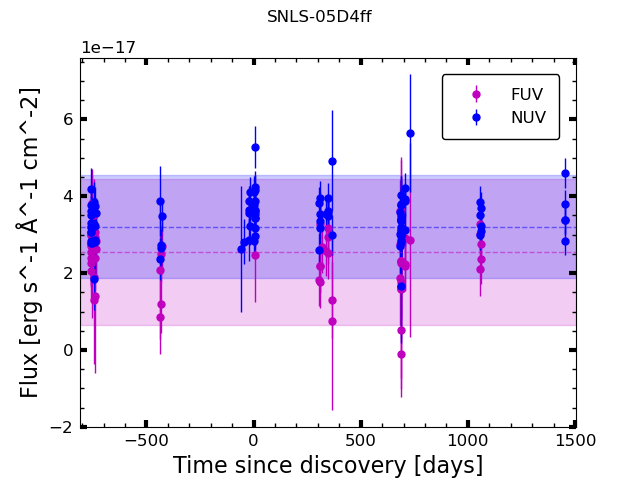 SNLS-05D4ff
1e−17
FUV
NUV
6
4
2
0
−2
Flux [erg s^-1 Å^-1 cm^-2]
−500 0 500 1000 1500
Time since discovery [days]